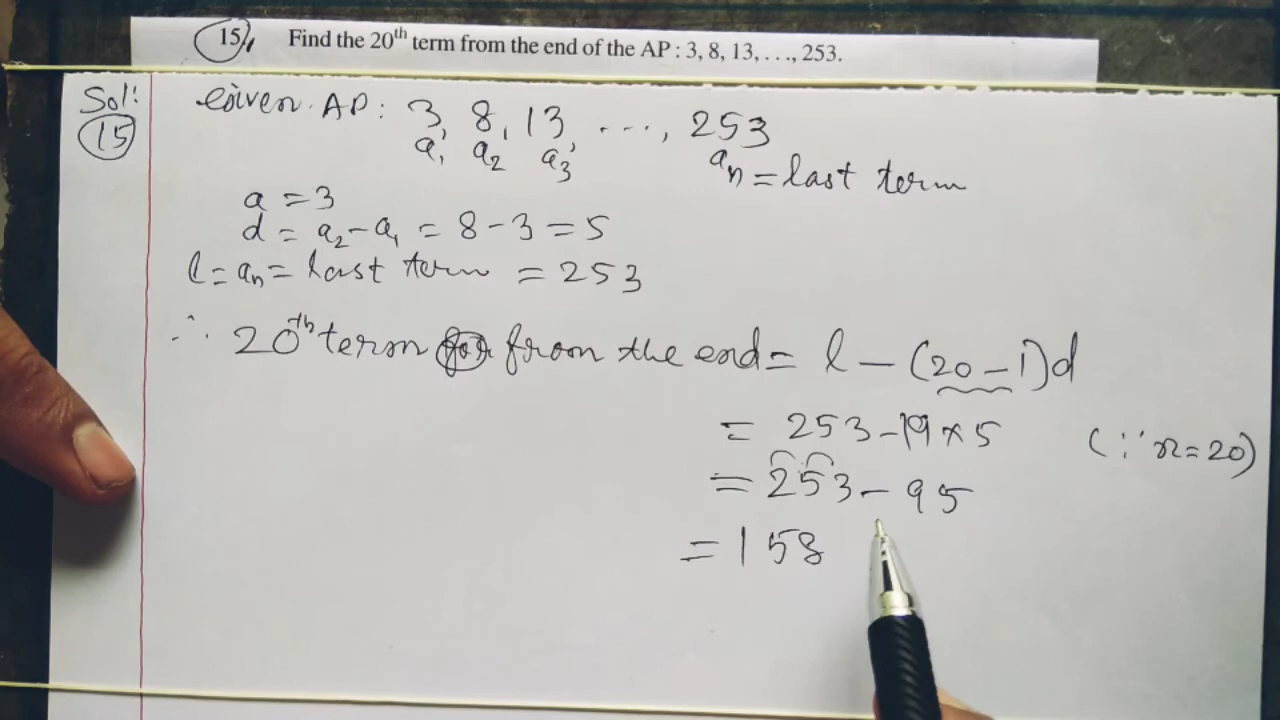 15. Find the 20th term from the end of the AP : 3, 8, 13, . . ., 253.
Sol:
15
Given. AP: 3, 8, 13, ..., 253
a₁ a₂ a₃ aₙ = last term
a = 3
d = a₂ - a₁ = 8 - 3 = 5
l = aₙ = last term = 253
∴ 20th term from the end = l - (20 - 1)d
= 253 - 19 × 5 (∵ n = 20)
= 253 - 95
= 158